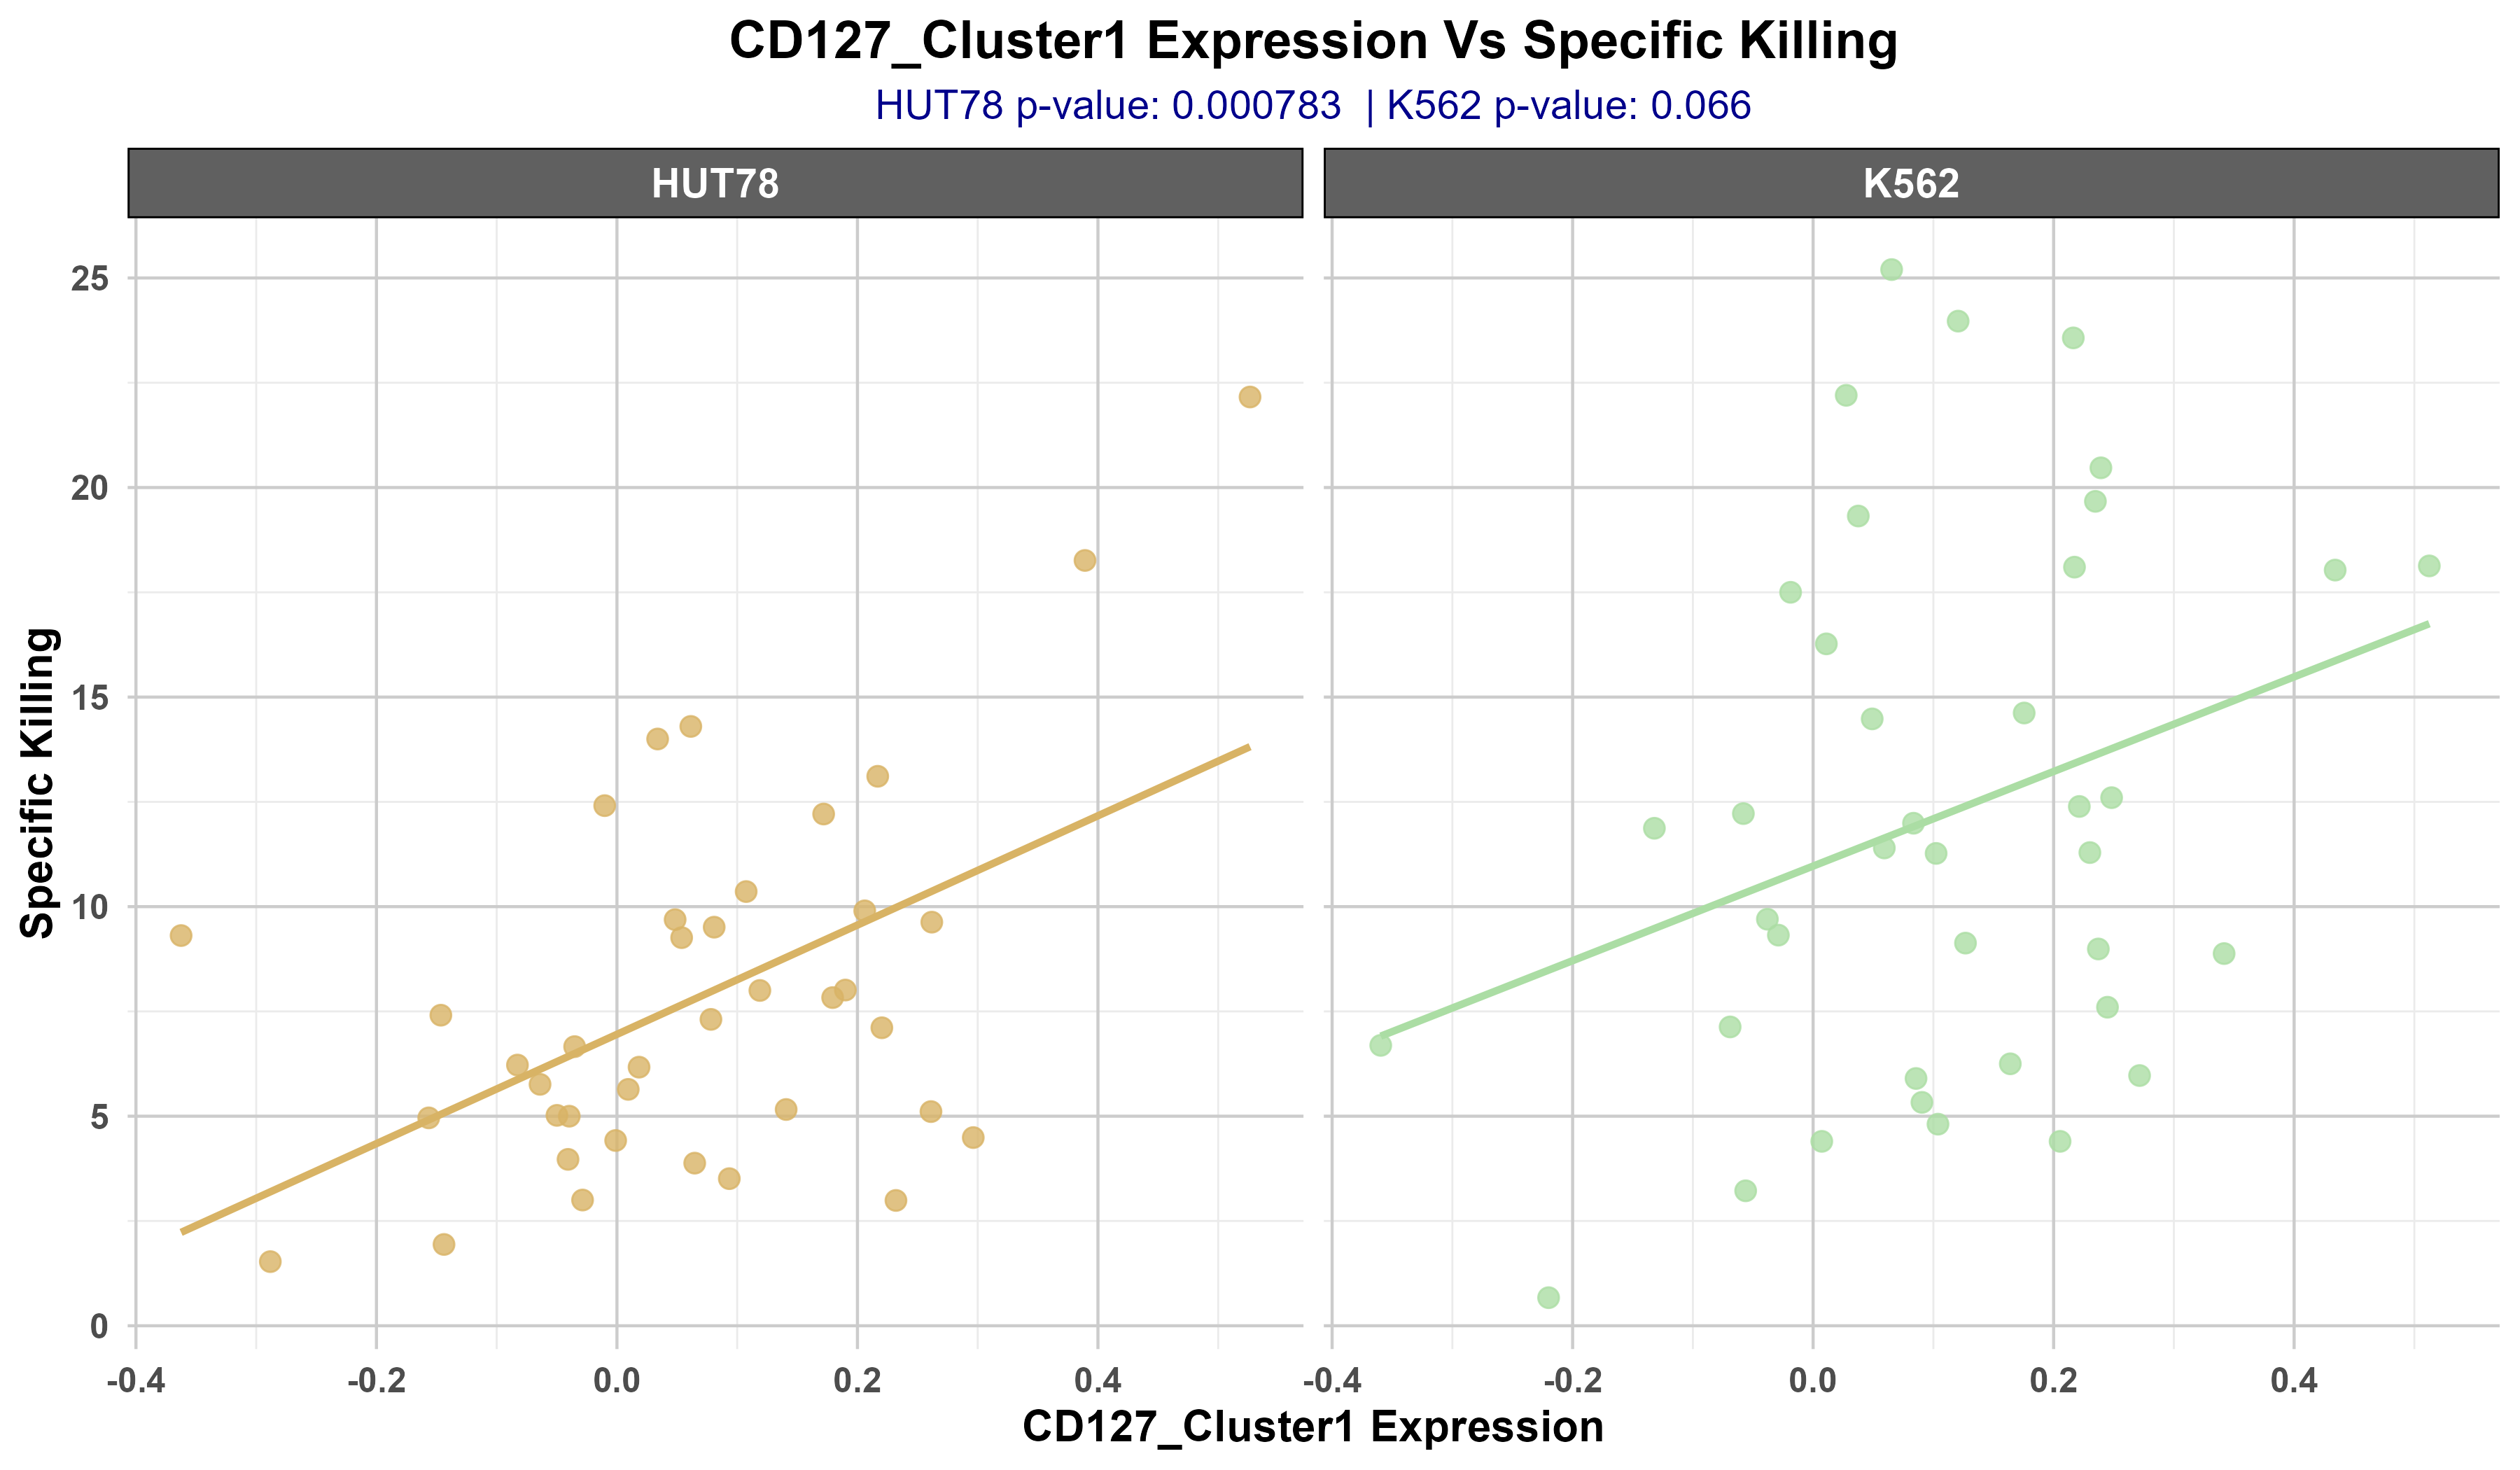 CD127_Cluster1 Expression Vs Specific Killing
HUT78 p-value: 0.000783 | K562 p-value: 0.066
HUT78
K562
Specific Killing
25
20
15
10
5
0
-0.4
-0.2
0.0
0.2
0.4
-0.4
-0.2
0.0
0.2
0.4
CD127_Cluster1 Expression